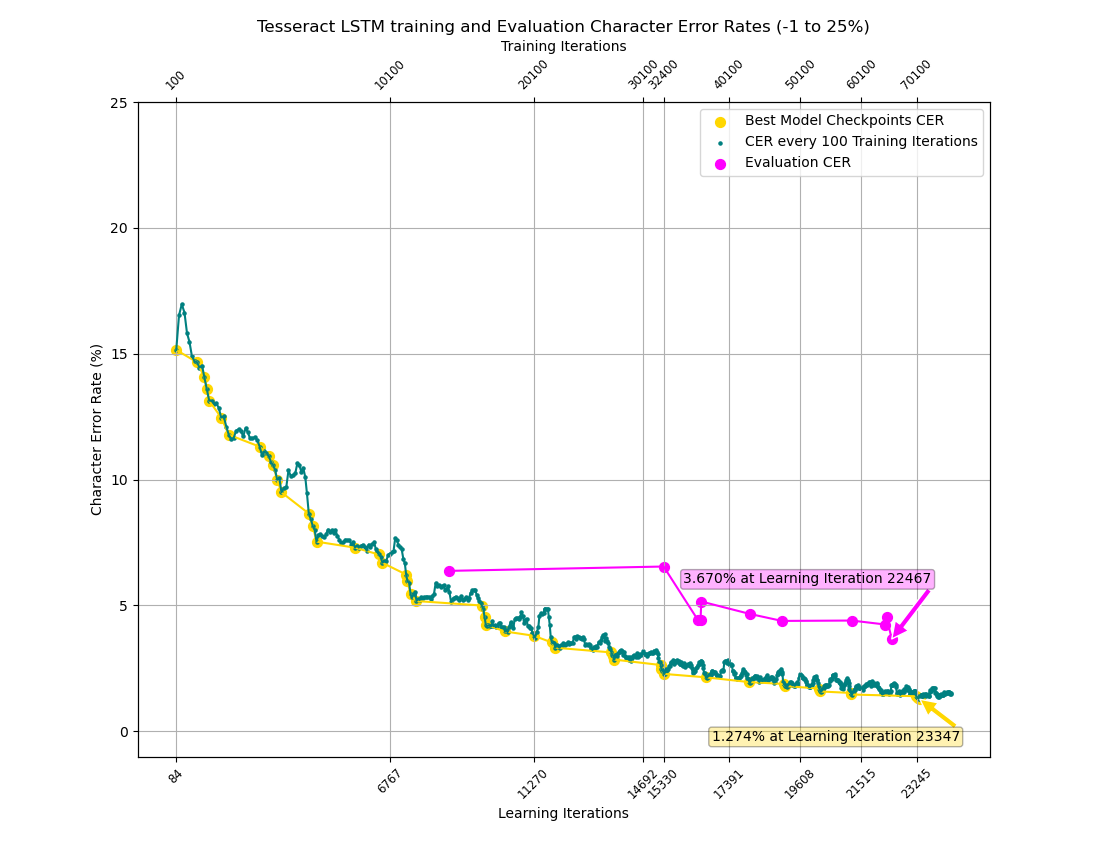 Tesseract LSTM training and Evaluation Character Error Rates (-1 to 25%)
Training Iterations
100 10100 20100 30100 32400 40100 50100 60100 70100
Best Model Checkpoints CER
CER every 100 Training Iterations
Evaluation CER
Character Error Rate (%)
25
20
15
10
5
0
3.670% at Learning Iteration 22467
1.274% at Learning Iteration 23347
84 6767 11270 14692 15330 17391 19608 21515 23245
Learning Iterations